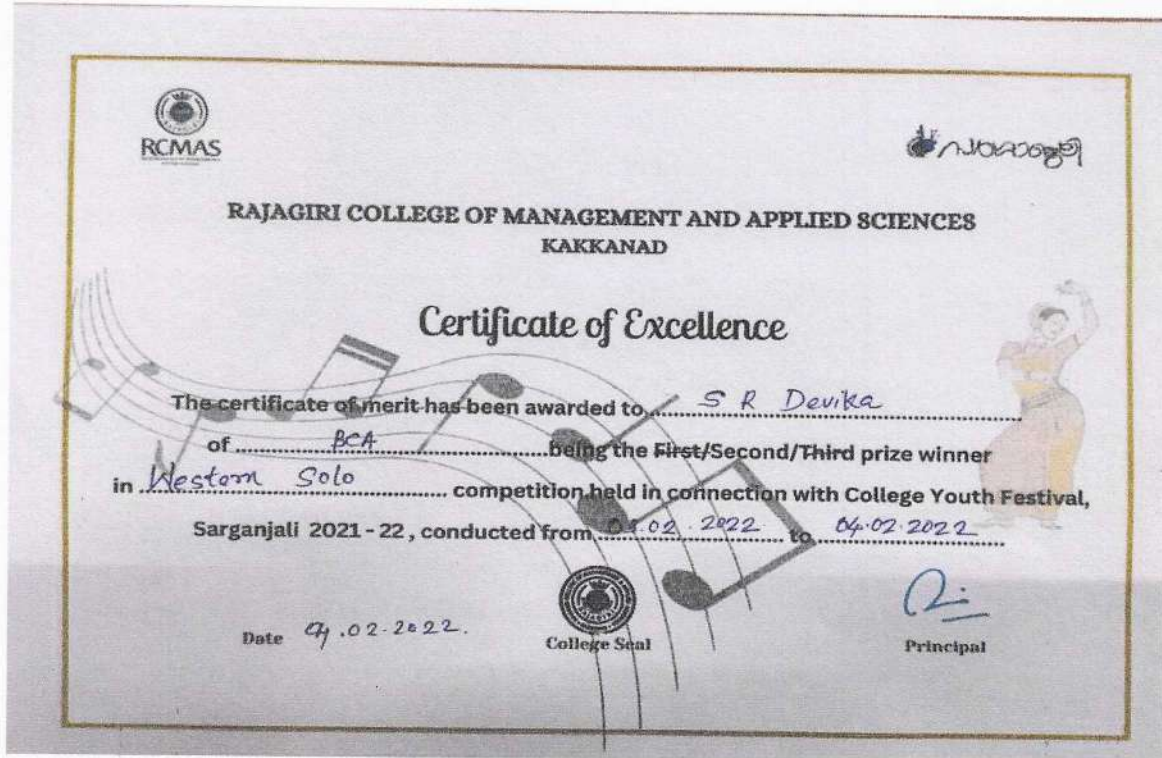 RCMAS
RAJAGIRI COLLEGE OF MANAGEMENT AND APPLIED SCIENCES
KAKKANAD
Certificate of Excellence
The certificate of merit has been awarded to S R Devika
of BCA being the First/Second/Third prize winner
in Western Solo competition held in connection with College Youth Festival,
Sarganjali 2021 - 22, conducted from to 04.02.2022
Date 04.02.2022.
College Seal
Principal